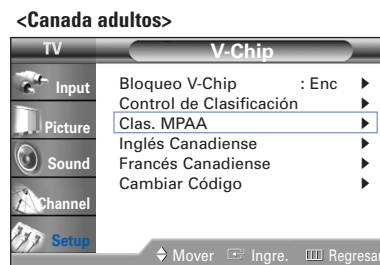 <Canada adultos>
TV
V-Chip
Input
Picture
Sound
Channel
Setup
Bloqueo V-Chip : Enc
Control de Clasificación
Clas. MPAA
Inglés Canadiense
Francés Canadiense
Cambiar Código
Mover Ingre. Regresar